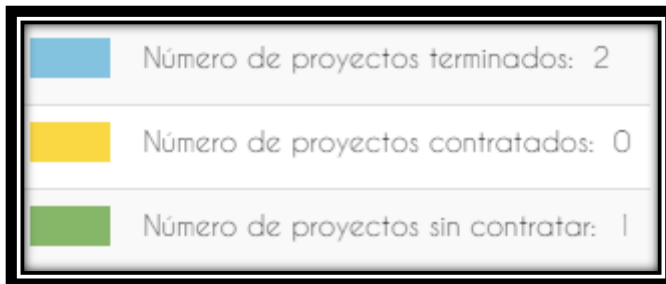 Número de proyectos terminados: 2
Número de proyectos contratados: 0
Número de proyectos sin contratar: 1